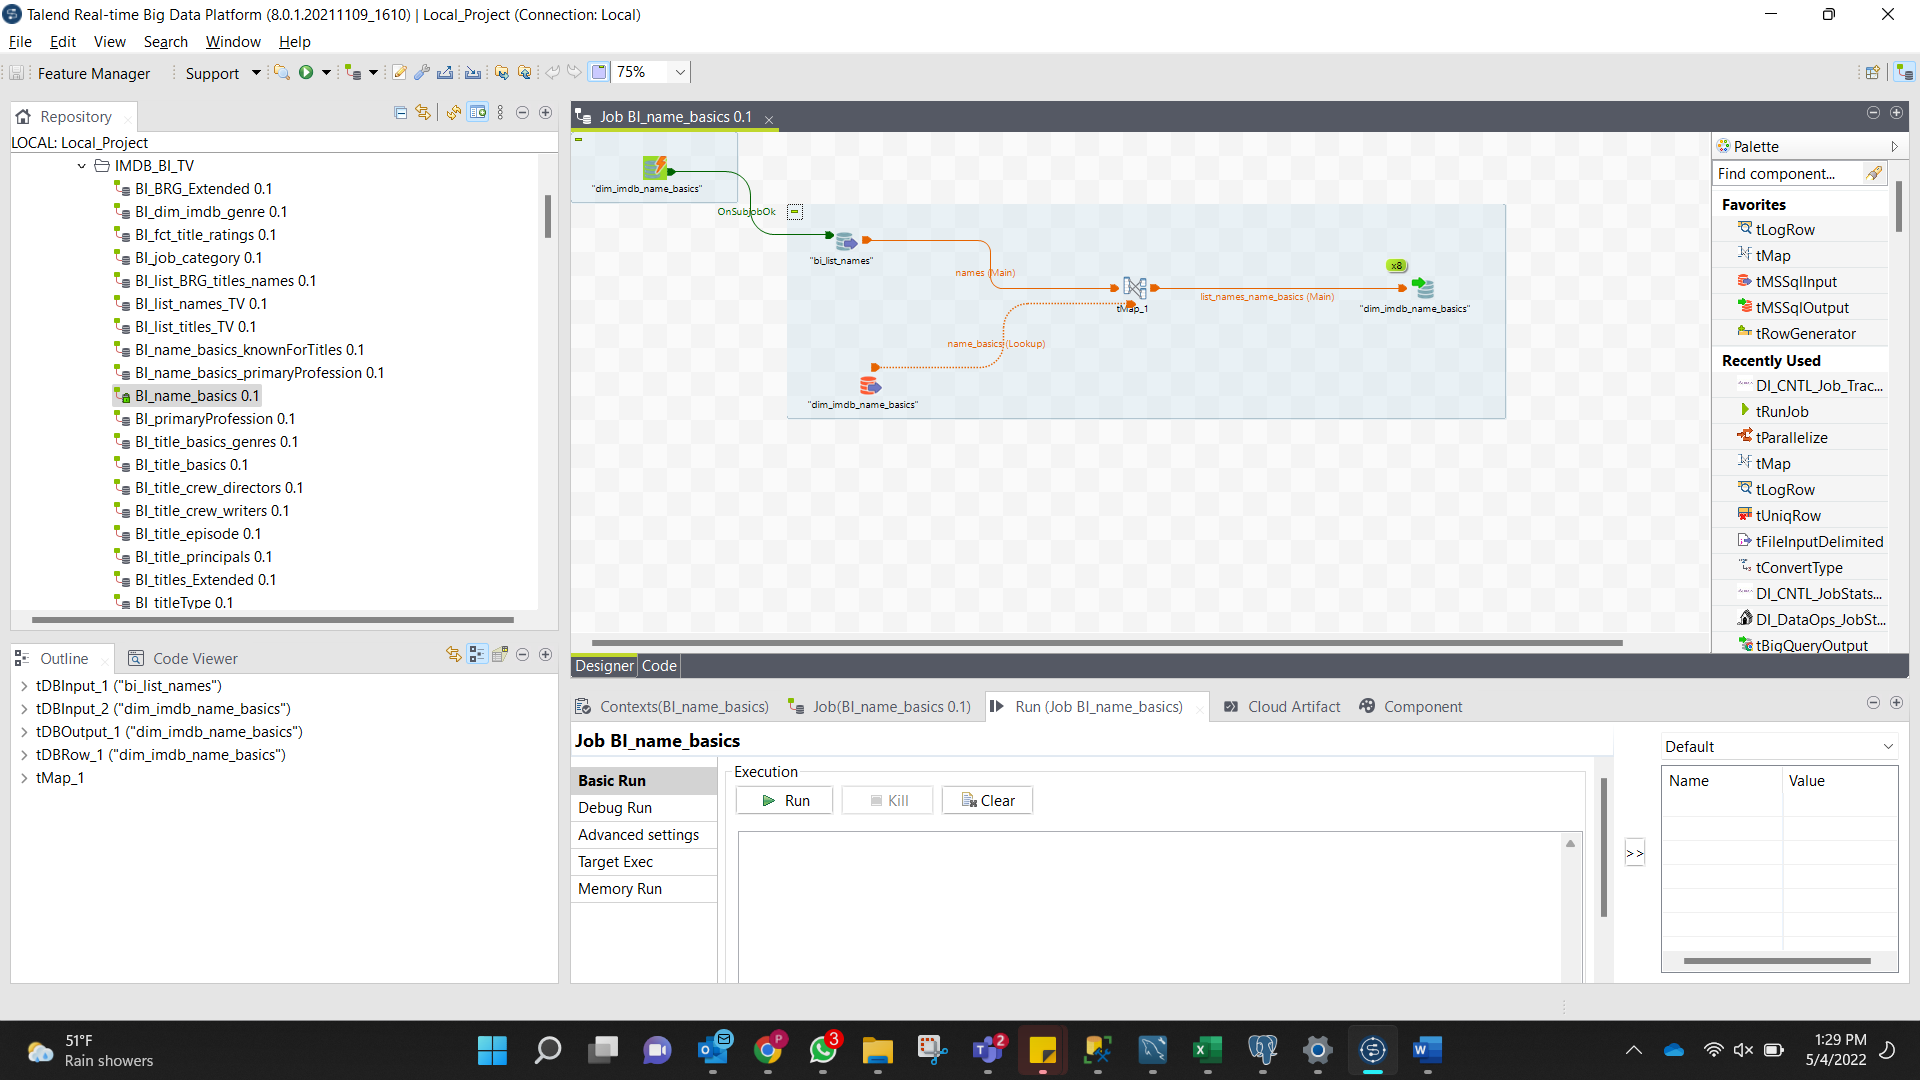 Talend Real-time Big Data Platform (8.0.1.20211109_1610) | Local_Project (Connection: Local)
File Edit View Search Window Help
Feature Manager Support 75%
Repository
LOCAL: Local_Project
IMDB_BI_TV
BI_BRG_Extended 0.1
BI_dim_imdb_genre 0.1
BI_fct_title_ratings 0.1
BI_job_category 0.1
BI_list_BRG_titles_names 0.1
BI_list_names_TV 0.1
BI_list_titles_TV 0.1
BI_name_basics_knownForTitles 0.1
BI_name_basics_primaryProfession 0.1
BI_name_basics 0.1
BI_primaryProfession 0.1
BI_title_basics_genres 0.1
BI_title_basics 0.1
BI_title_crew_directors 0.1
BI_title_crew_writers 0.1
BI_title_episode 0.1
BI_title_principals 0.1
BI_titles_Extended 0.1
BI_titleType 0.1
Outline Code Viewer
tDBInput_1 ("bi_list_names")
tDBInput_2 ("dim_imdb_name_basics")
tDBOutput_1 ("dim_imdb_name_basics")
tDBRow_1 ("dim_imdb_name_basics")
tMap_1
Job BI_name_basics 0.1
"dim_imdb_name_basics"
OnSubjobOk
"bi_list_names"
names (Main)
x8
list_names_name_basics (Main)
tMap_1
"dim_imdb_name_basics"
name_basics (Lookup)
"dim_imdb_name_basics"
Designer Code
Palette
Find component...
Favorites
tLogRow
tMap
tMSSqlInput
tMSSqlOutput
tRowGenerator
Recently Used
DI_CNTL_Job_Trac...
tRunJob
tParallelize
tMap
tLogRow
tUniqRow
tFileInputDelimited
tConvertType
DI_CNTL_JobStats...
DI_DataOps_JobSt...
tBigQueryOutput
Contexts(BI_name_basics) Job(BI_name_basics 0.1) Run (Job BI_name_basics) Cloud Artifact Component
Job BI_name_basics
Basic Run
Debug Run
Advanced settings
Target Exec
Memory Run
Execution
Run Kill Clear
>>
Default
Name Value
51°F
Rain showers
P
3
2
1:29 PM
5/4/2022